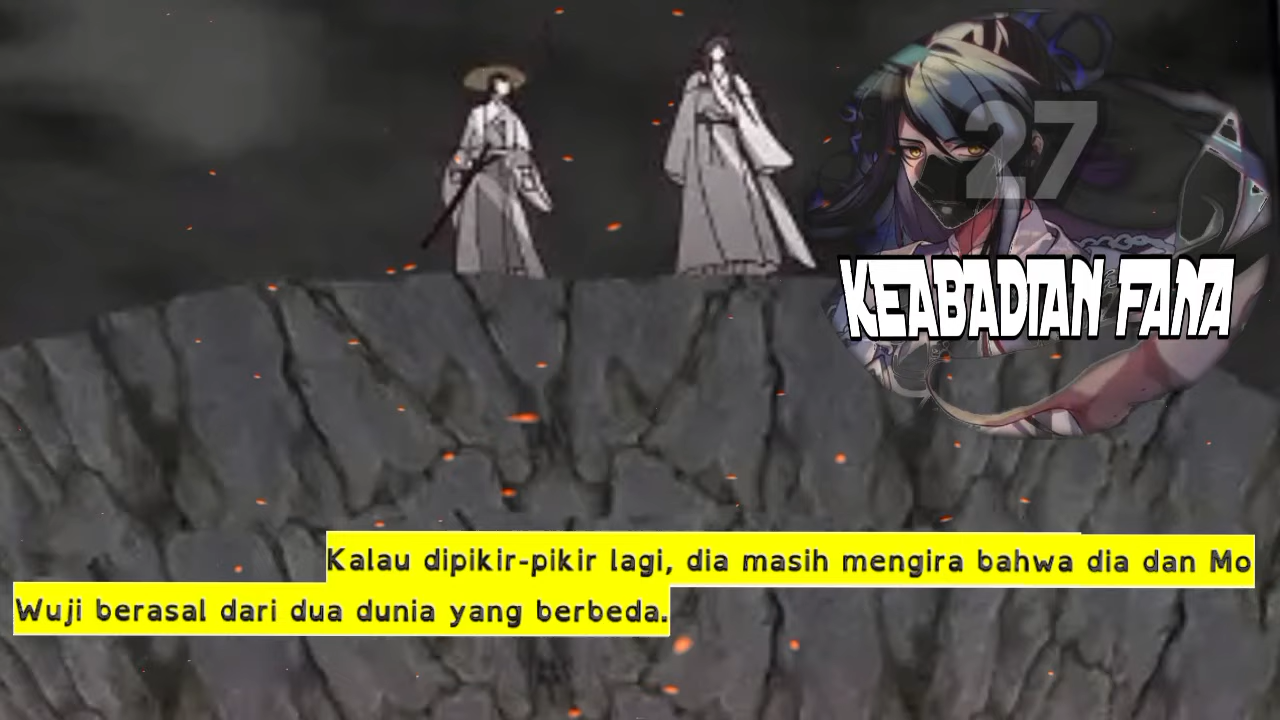 27
KEABADIAN FANA
Kalau dipikir-pikir lagi, dia masih mengira bahwa dia dan Mo
Wuji berasal dari dua dunia yang berbeda.